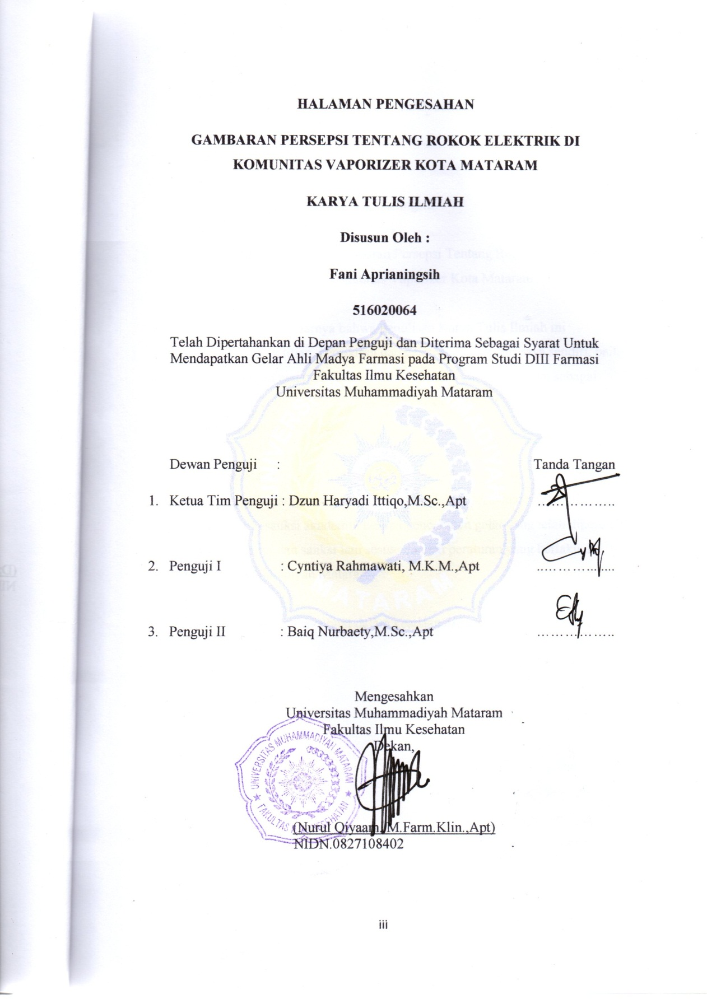 HALAMAN PENGESAHAN
GAMBARAN PERSEPSI TENTANG ROKOK ELEKTRIK DI
KOMUNITAS VAPORIZER KOTA MATARAM
KARYA TULIS ILMIAH
Disusun Oleh :
Fani Aprianingsih
516020064
Telah Dipertahankan di Depan Penguji dan Diterima Sebagai Syarat Untuk
Mendapatkan Gelar Ahli Madya Farmasi pada Program Studi DIII Farmasi
Fakultas Ilmu Kesehatan
Universitas Muhammadiyah Mataram
Dewan Penguji : Tanda Tangan
1. Ketua Tim Penguji : Dzun Haryadi Ittiqo,M.Sc.,Apt ..................
2. Penguji I : Cyntiya Rahmawati, M.K.M.,Apt ..................
3. Penguji II : Baiq Nurbaety,M.Sc.,Apt ..................
Mengesahkan
Universitas Muhammadiyah Mataram
Fakultas Ilmu Kesehatan
Dekan,
UNIVERSITAS MUHAMMADIYAH MATARAM
FAKULTAS ILMU KESEHATAN
(Nurul Qiyaam, M.Farm.Klin.,Apt)
NIDN.0827108402
MATARAM
iii